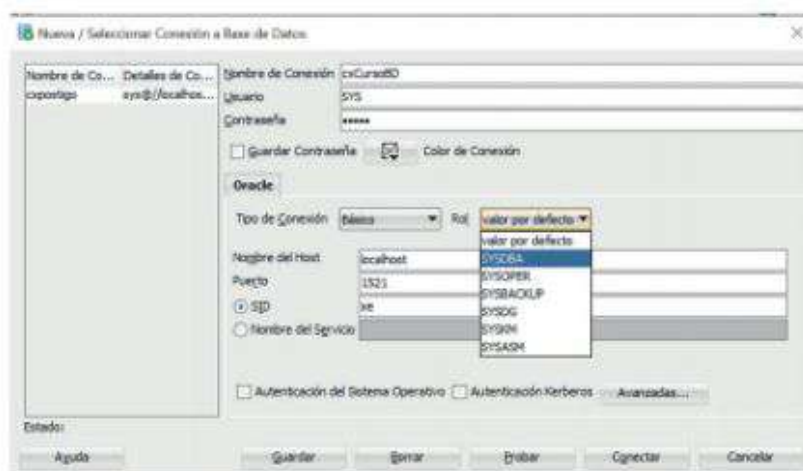 Nueva / Seleccionar Conexión a Base de Datos
Nombre de Co... Detalles de Co...
cxpostigo sys@//localhos...
Nombre de Conexión cxCursoBD
Usuario SYS
Contraseña •••••
Guardar Contraseña Color de Conexión
Oracle
Tipo de Conexión Básico Rol valor por defecto
valor por defecto
SYSDBA
SYSOPER
SYSBACKUP
SYSDG
SYSKM
SYSASM
Nombre del Host localhost
Puerto 1521
SID xe
Nombre del Servicio
Autenticación del Sistema Operativo Autenticación Kerberos Avanzadas...
Estado:
Ayuda Guardar Borrar Probar Conectar Cancelar